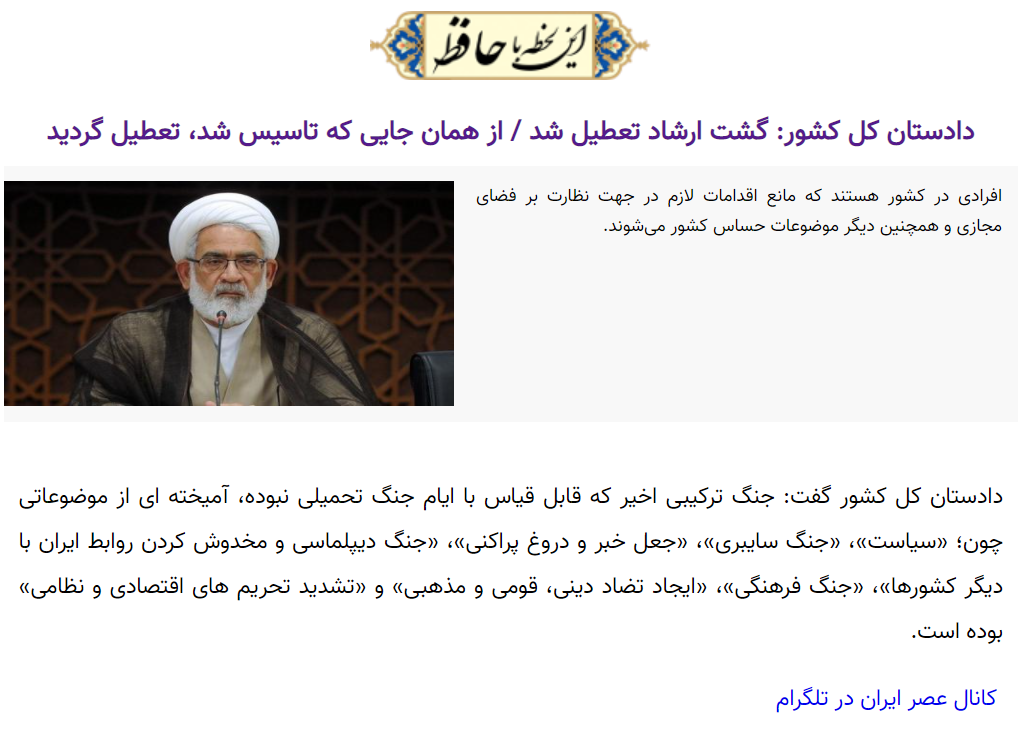 این لحظه با حافظ
دادستان کل کشور: گشت ارشاد تعطیل شد / از همان جایی که تاسیس شد، تعطیل گردید
افرادی در کشور هستند که مانع اقدامات لازم در جهت نظارت بر فضای
مجازی و همچنین دیگر موضوعات حساس کشور می‌شوند.
دادستان کل کشور گفت: جنگ ترکیبی اخیر که قابل قیاس با ایام جنگ تحمیلی نبوده، آمیخته ای از موضوعاتی
چون؛ «سیاست»، «جنگ سایبری»، «جعل خبر و دروغ پراکنی»، «جنگ دیپلماسی و مخدوش کردن روابط ایران با
دیگر کشورها»، «جنگ فرهنگی»، «ایجاد تضاد دینی، قومی و مذهبی» و «تشدید تحریم های اقتصادی و نظامی»
بوده است.
کانال عصر ایران در تلگرام